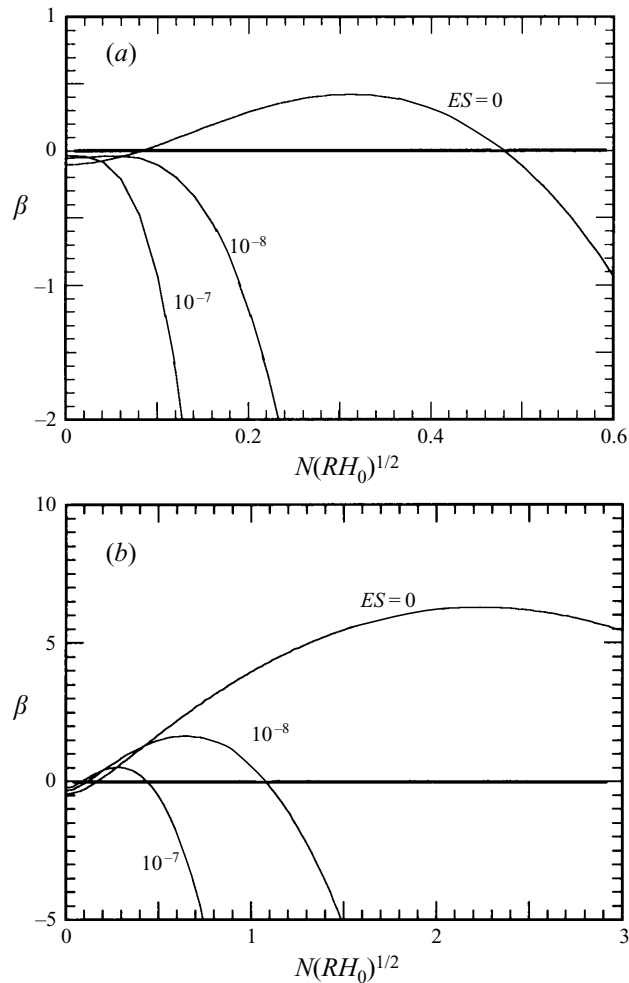 (a)
1
0
−1
−2
β
ES = 0
10⁻⁸
10⁻⁷
0 0.2 0.4 0.6
N(RH₀)^{1/2}
(b)
10
5
0
−5
β
ES = 0
10⁻⁸
10⁻⁷
0 1 2 3
N(RH₀)^{1/2}